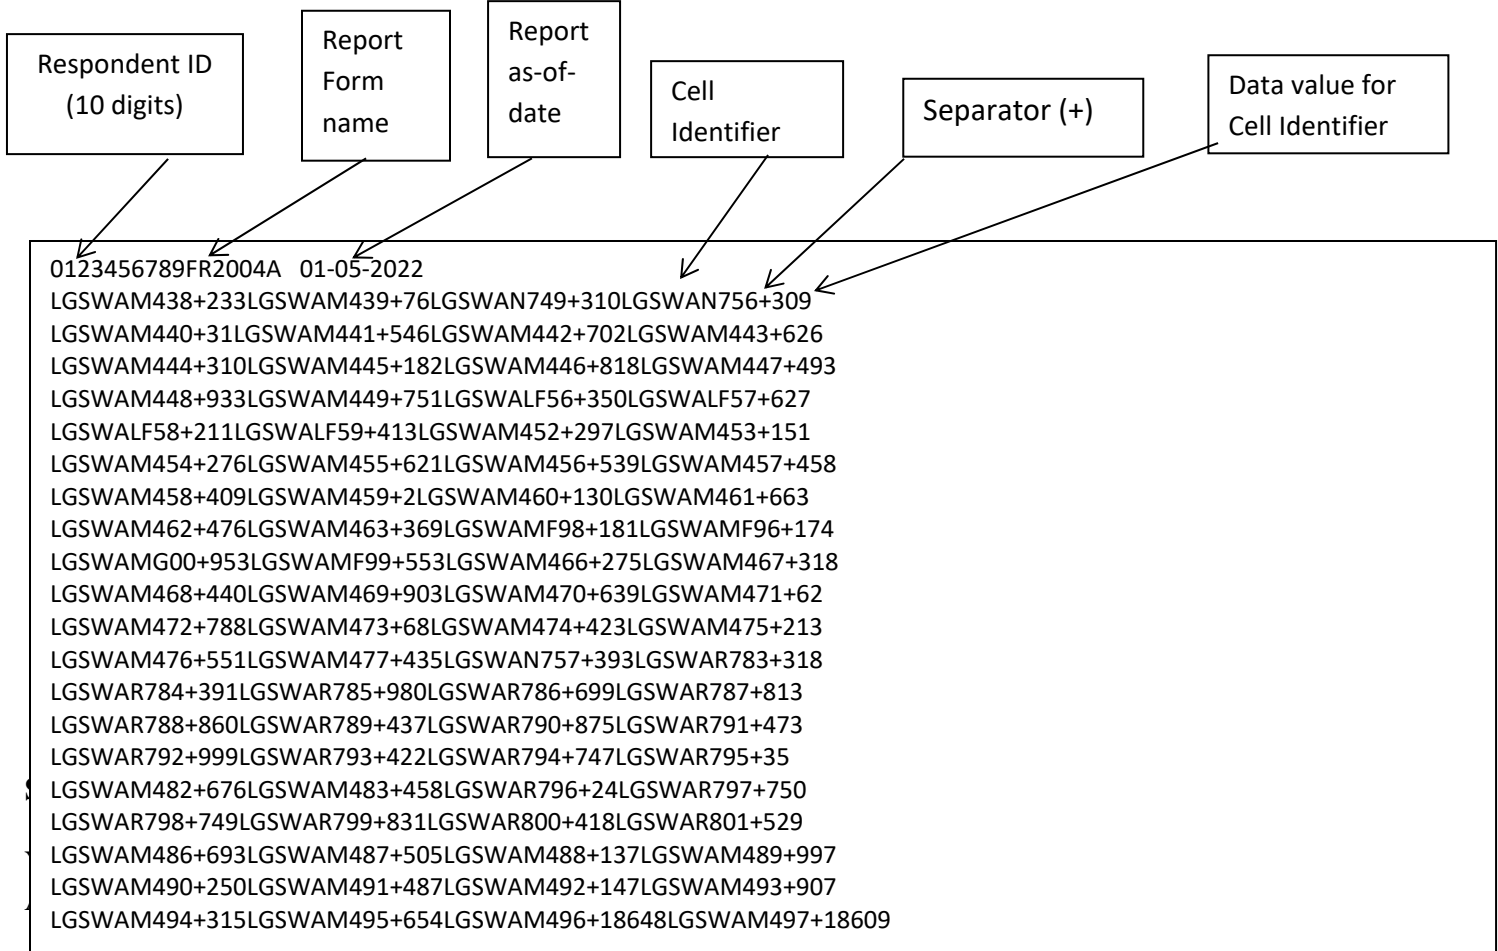 Respondent ID
(10 digits)
Report
Form
name
Report
as-of-
date
Cell
Identifier
Separator (+)
Data value for
Cell Identifier
0123456789FR2004A   01-05-2022
LGSWAM438+233LGSWAM439+76LGSWAN749+310LGSWAN756+309
LGSWAM440+31LGSWAM441+546LGSWAM442+702LGSWAM443+626
LGSWAM444+310LGSWAM445+182LGSWAM446+818LGSWAM447+493
LGSWAM448+933LGSWAM449+751LGSWALF56+350LGSWALF57+627
LGSWALF58+211LGSWALF59+413LGSWAM452+297LGSWAM453+151
LGSWAM454+276LGSWAM455+621LGSWAM456+539LGSWAM457+458
LGSWAM458+409LGSWAM459+2LGSWAM460+130LGSWAM461+663
LGSWAM462+476LGSWAM463+369LGSWAMF98+181LGSWAMF96+174
LGSWAMG00+953LGSWAMF99+553LGSWAM466+275LGSWAM467+318
LGSWAM468+440LGSWAM469+903LGSWAM470+639LGSWAM471+62
LGSWAM472+788LGSWAM473+68LGSWAM474+423LGSWAM475+213
LGSWAM476+551LGSWAM477+435LGSWAN757+393LGSWAR783+318
LGSWAR784+391LGSWAR785+980LGSWAR786+699LGSWAR787+813
LGSWAR788+860LGSWAR789+437LGSWAR790+875LGSWAR791+473
LGSWAR792+999LGSWAR793+422LGSWAR794+747LGSWAR795+35
LGSWAM482+676LGSWAM483+458LGSWAR796+24LGSWAR797+750
LGSWAR798+749LGSWAR799+831LGSWAR800+418LGSWAR801+529
LGSWAM486+693LGSWAM487+505LGSWAM488+137LGSWAM489+997
LGSWAM490+250LGSWAM491+487LGSWAM492+147LGSWAM493+907
LGSWAM494+315LGSWAM495+654LGSWAM496+18648LGSWAM497+18609